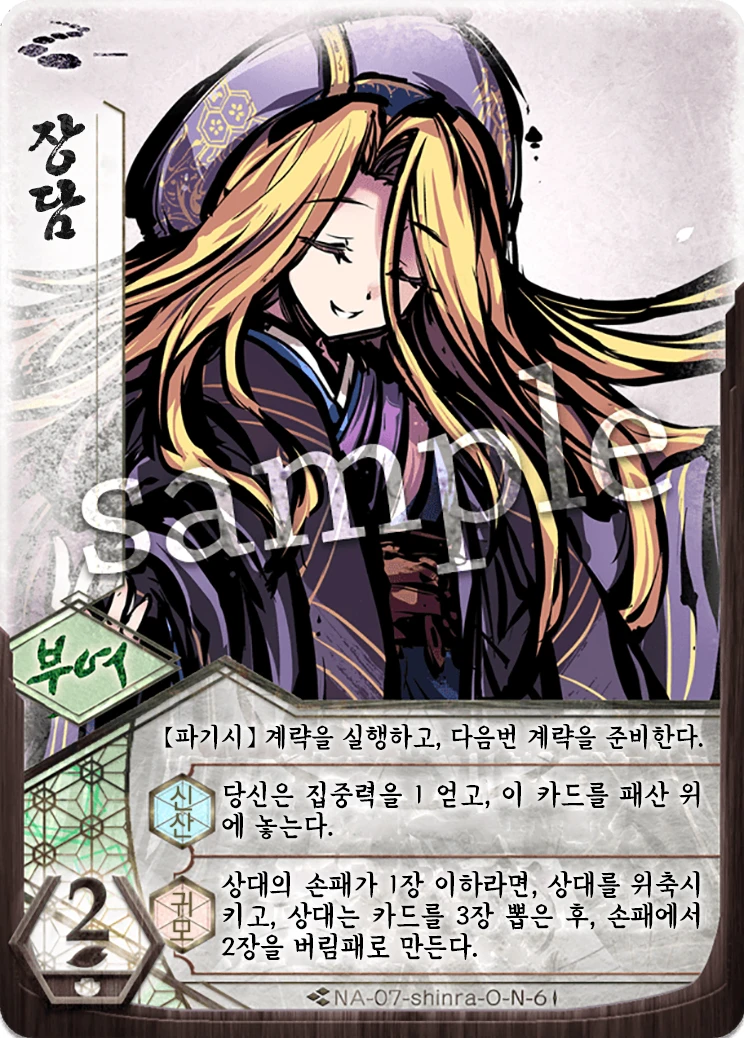 장담
sample
부여
【파기시】 계략을 실행하고, 다음번 계략을 준비한다.
신산
당신은 집중력을 1 얻고, 이 카드를 패산 위
에 놓는다.
귀모
상대의 손패가 1장 이하라면, 상대를 위축시
키고, 상대는 카드를 3장 뽑은 후, 손패에서
2장을 버림패로 만든다.
2
NA-07-shinra-O-N-6